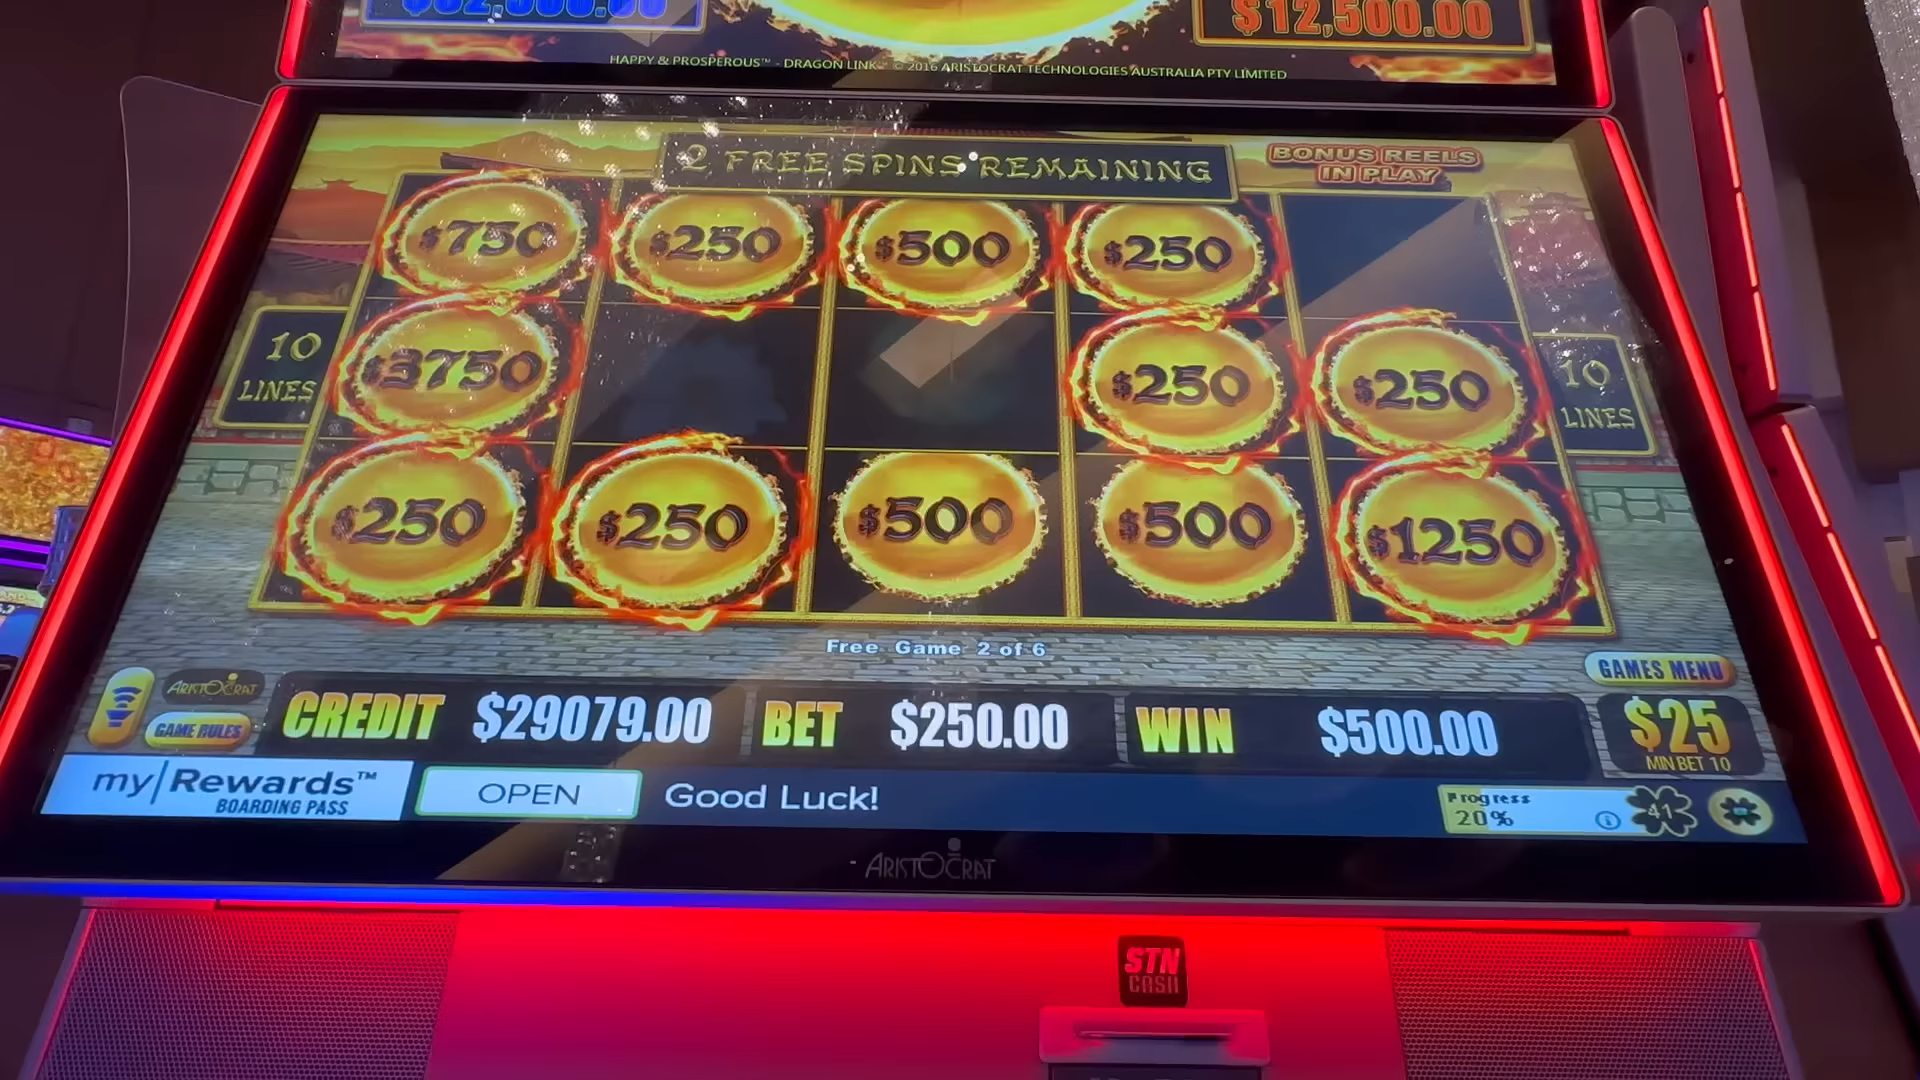 $12,500.00
HAPPY & PROSPEROUS™ - DRAGON LINK™ © 2016 ARISTOCRAT TECHNOLOGIES AUSTRALIA PTY LIMITED
2 FREE SPINS REMAINING
BONUS REELS
IN PLAY
$750
$250
$500
$250
10
LINES
$3750
$250
$250
10
LINES
$250
$250
$500
$500
$1250
Free Game 2 of 6
GAMES MENU
ARISTOCRAT
GAME RULES
CREDIT $29079.00
BET $250.00
WIN $500.00
$25
MIN BET 10
my|Rewards™
BOARDING PASS
OPEN
Good Luck!
Progress
20%
41
ARISTOCRAT
STN
CASH